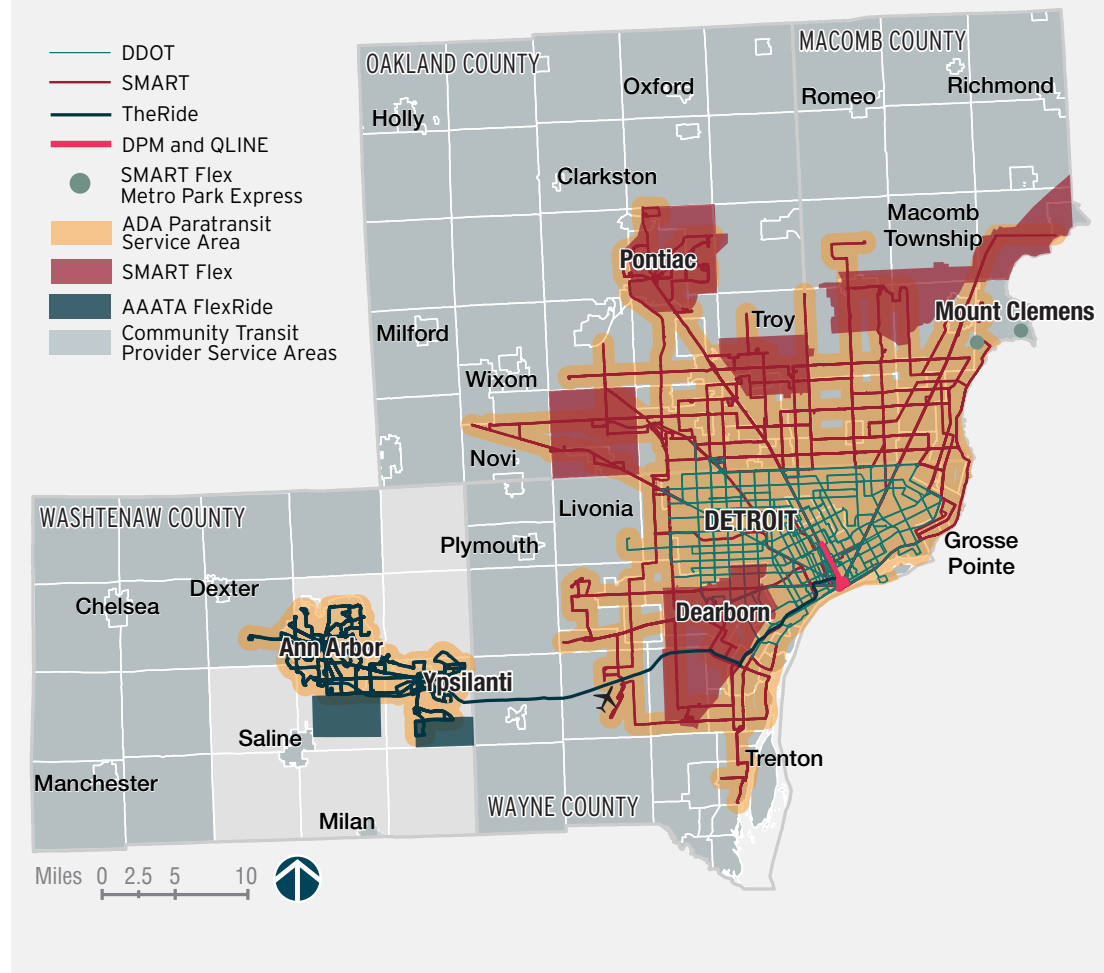 DDOT
SMART
TheRide
DPM and QLINE
SMART Flex
Metro Park Express
ADA Paratransit
Service Area
SMART Flex
AAATA FlexRide
Community Transit
Provider Service Areas
OAKLAND COUNTY
MACOMB COUNTY
Oxford
Romeo
Richmond
Holly
Clarkston
Macomb
Township
Pontiac
Mount Clemens
Troy
Milford
Wixom
Novi
Livonia
DETROIT
WASHTENAW COUNTY
Plymouth
Grosse
Pointe
Dexter
Chelsea
Dearborn
Ann Arbor
Ypsilanti
Saline
Trenton
Manchester
WAYNE COUNTY
Milan
Miles 0 2.5 5 10